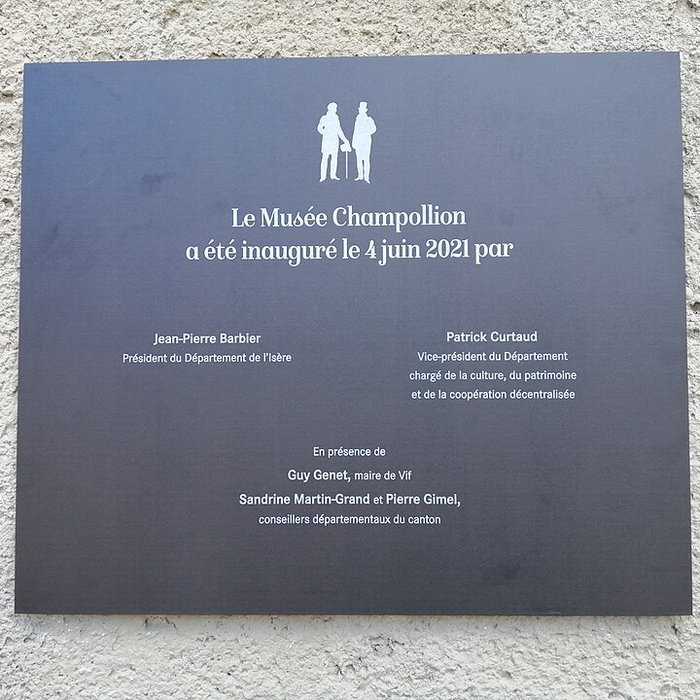 Le Musée Champollion
a été inauguré le 4 juin 2021 par
Jean-Pierre Barbier
Président du Département de l'Isère
Patrick Curtaud
Vice-président du Département
chargé de la culture, du patrimoine
et de la coopération décentralisée
En présence de
Guy Genet, maire de Vif
Sandrine Martin-Grand et Pierre Gimel,
conseillers départementaux du canton